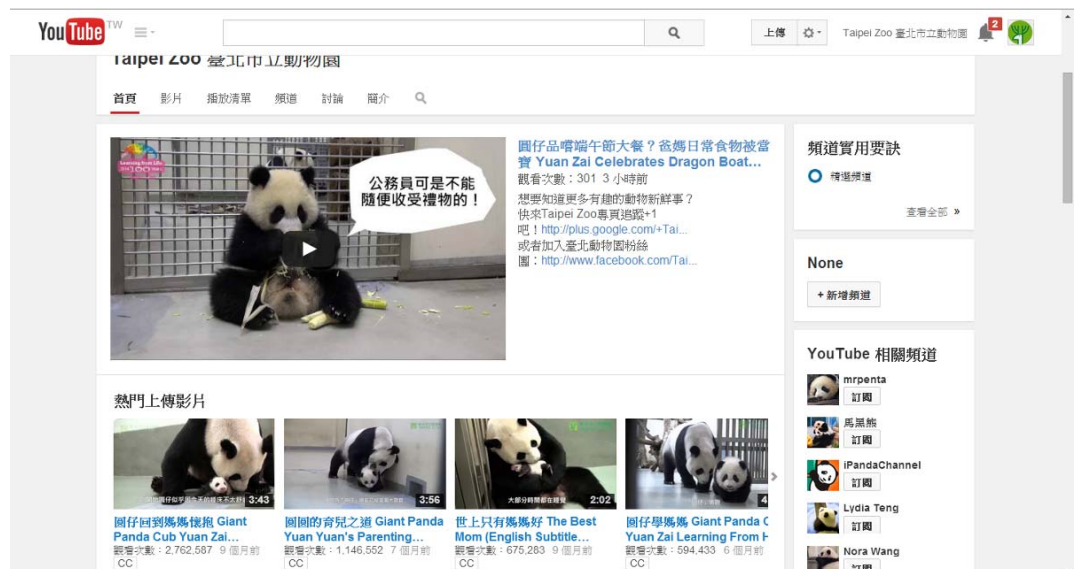 YouTube TW
上傳
Taipei Zoo 臺北市立動物園
2
Taipei Zoo 臺北市立動物園
首頁 影片 播放清單 頻道 討論 簡介
公務員可是不能
隨便收受禮物的!
圓仔品嚐端午節大餐?爸媽日常食物被當
寶 Yuan Zai Celebrates Dragon Boat...
觀看次數:301 3 小時前
想要知道更多有趣的動物新鮮事?
快來Taipei Zoo專頁追蹤+1
吧!http://plus.google.com/+Tai...
或者加入臺北動物園粉絲
團:http://www.facebook.com/Tai...
頻道實用要訣
精選頻道
查看全部 »
None
+ 新增頻道
YouTube 相關頻道
mrpenta
訂閱
馬黑熊
訂閱
iPandaChannel
訂閱
Lydia Teng
訂閱
Nora Wang
訂閱
熱門上傳影片
3:43
圓仔回到媽媽懷抱 Giant
Panda Cub Yuan Zai...
觀看次數:2,762,587 9 個月前
CC
3:56
圓圓的育兒之道 Giant Panda
Yuan Yuan's Parenting...
觀看次數:1,146,552 7 個月前
CC
大部分時間都在睡覺
2:02
世上只有媽媽好 The Best
Mom (English Subtitle...
觀看次數:675,283 9 個月前
CC
4
圓仔學媽媽 Giant Panda C
Yuan Zai Learning From H
觀看次數:594,433 6 個月前
CC